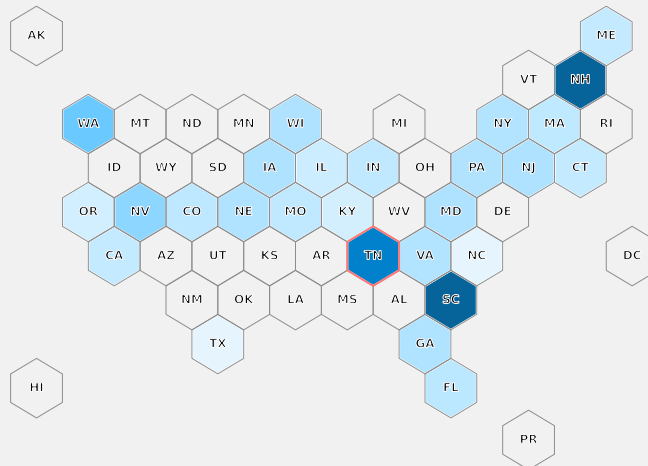 AK
ME
VT
NH
WA
MT
ND
MN
WI
MI
NY
MA
RI
ID
WY
SD
IA
IL
IN
OH
PA
NJ
CT
OR
NV
CO
NE
MO
KY
WV
MD
DE
CA
AZ
UT
KS
AR
TN
VA
NC
DC
NM
OK
LA
MS
AL
SC
TX
GA
HI
FL
PR